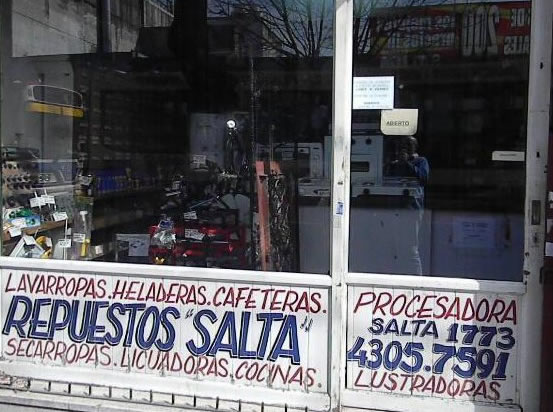 ABIERTO
LAVARROPAS.HELADERAS.CAFETERAS.
REPUESTOS "SALTA"
SECARROPAS.LICUADORAS.COCINAS.
PROCESADORA
SALTA 1773
4305.7591
LUSTRADORAS